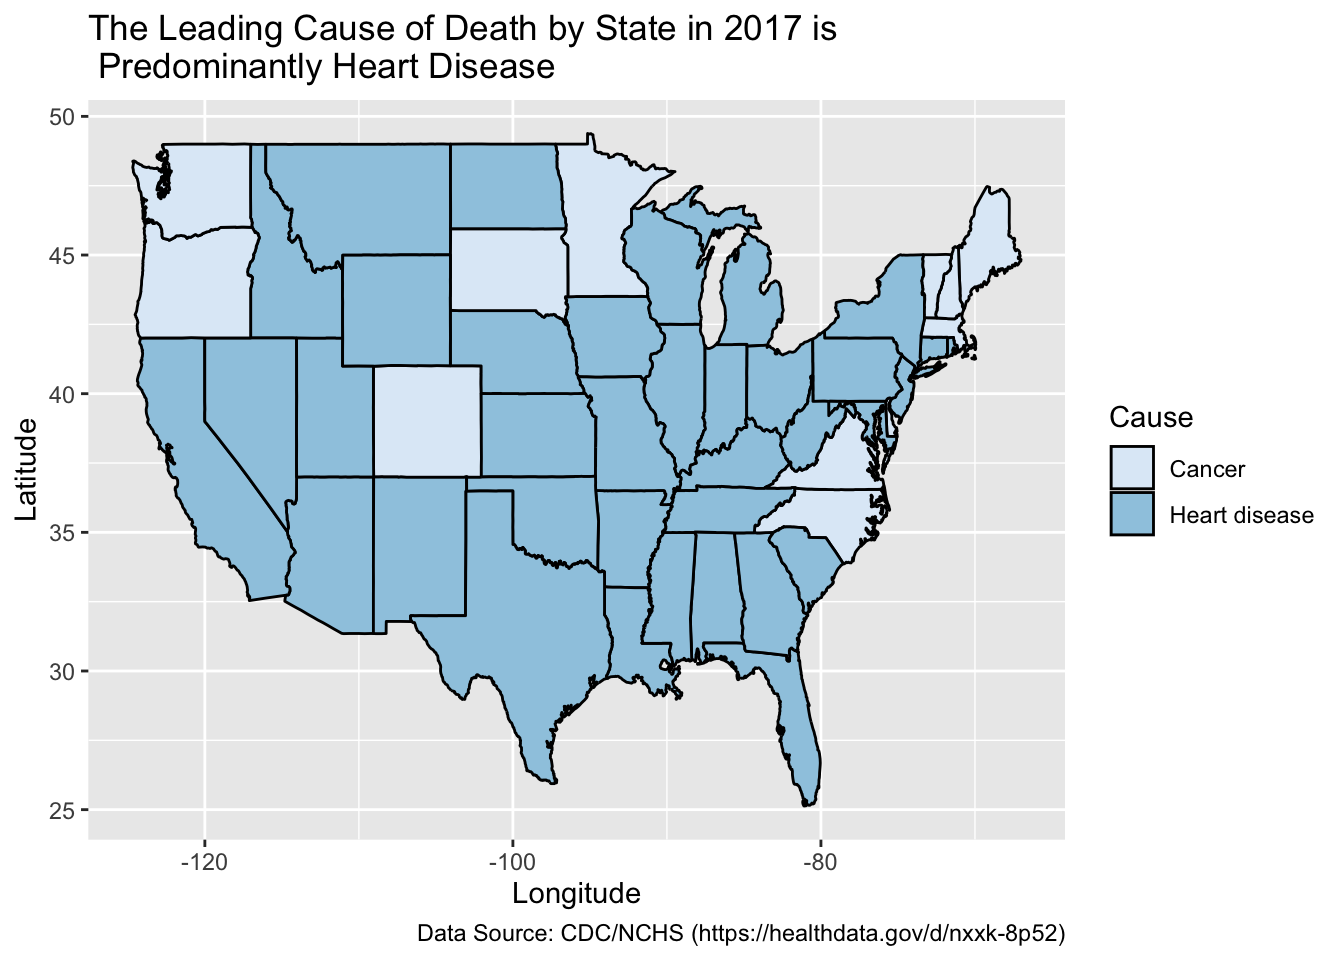 The Leading Cause of Death by State in 2017 is
Predominantly Heart Disease
50
45
40
35
30
25
Latitude
-120
-100
-80
Longitude
Cause
Cancer
Heart disease
Data Source: CDC/NCHS (https://healthdata.gov/d/nxxk-8p52)